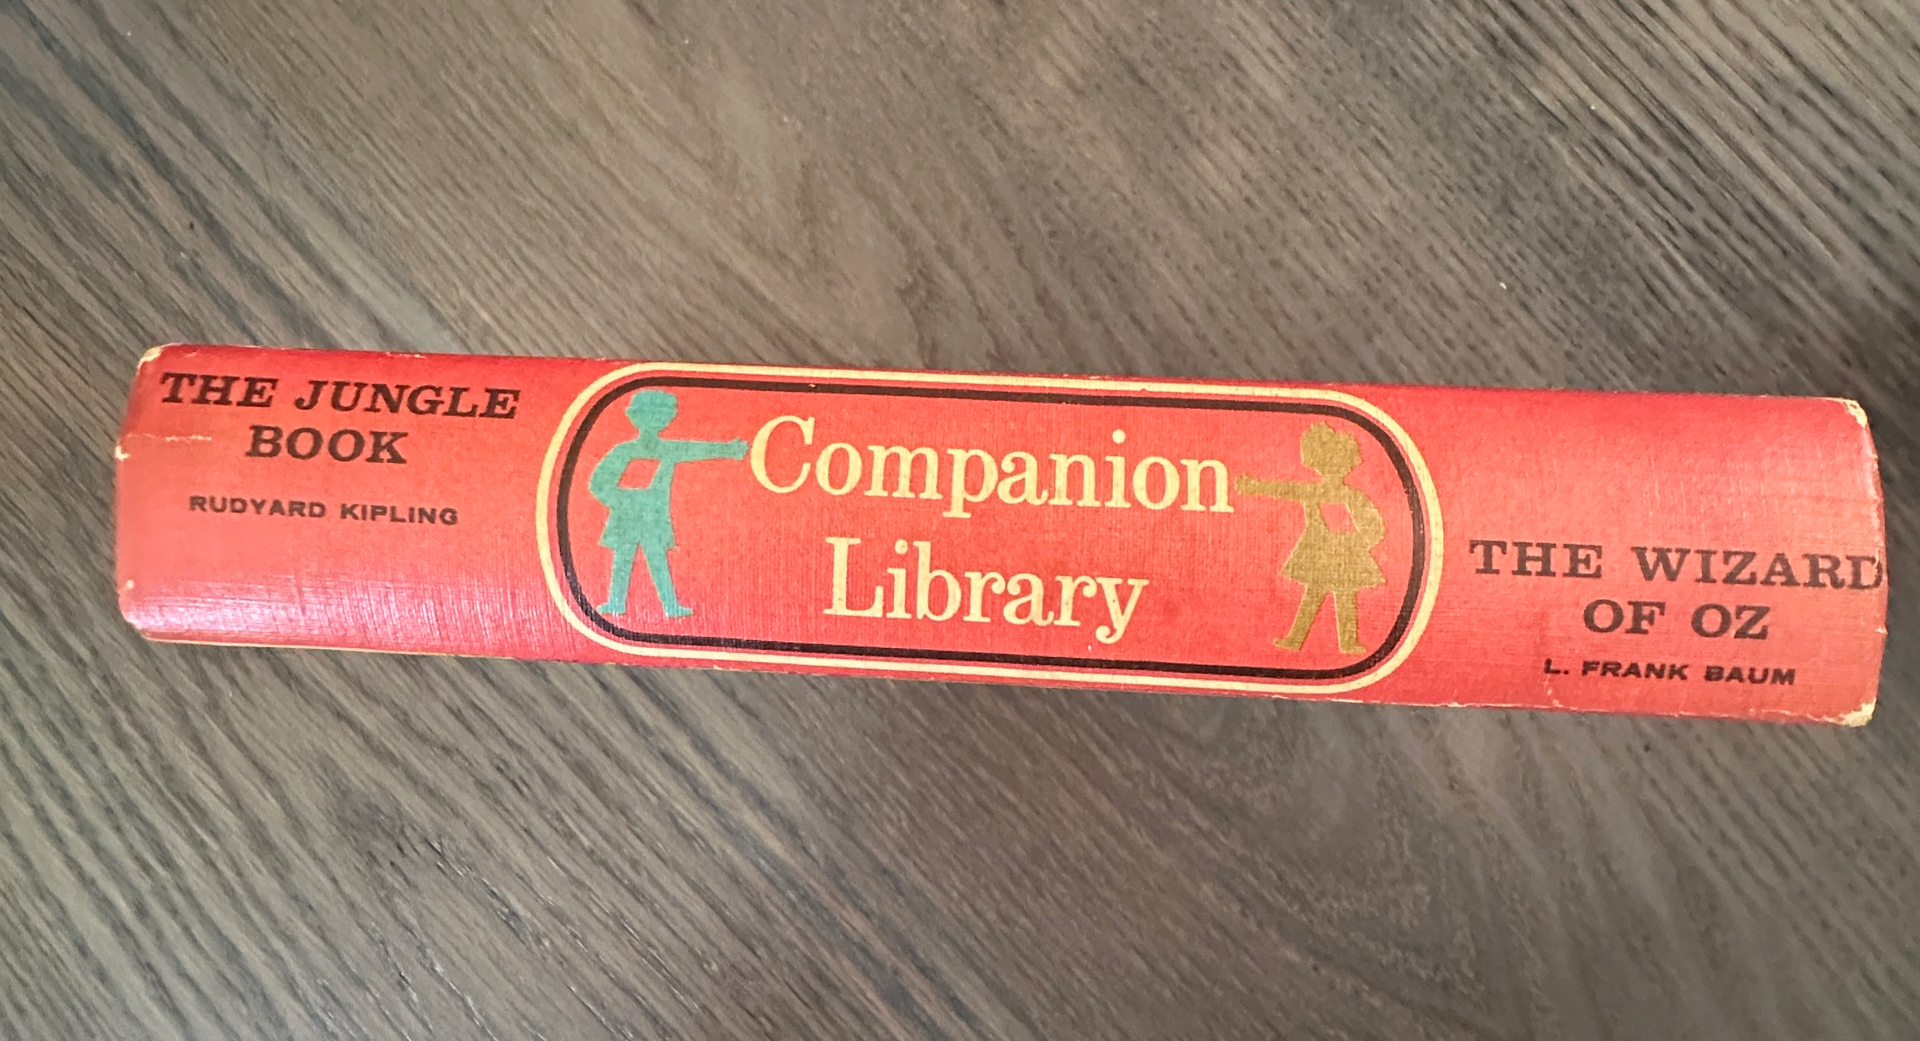 THE JUNGLE
BOOK
RUDYARD KIPLING
Companion
Library
THE WIZARD
OF OZ
L. FRANK BAUM